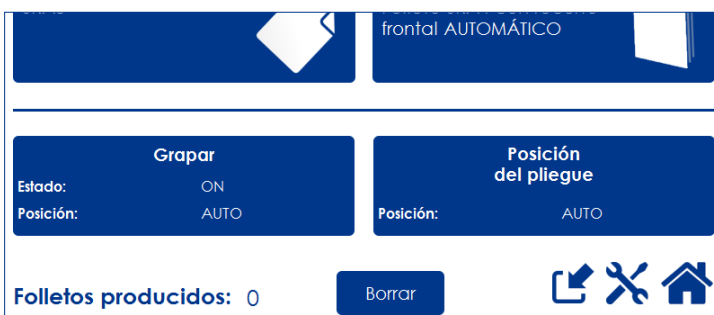 frontal AUTOMÁTICO
Grapar
Estado: ON
Posición: AUTO
Posición
del pliegue
Posición: AUTO
Folletos producidos: 0
Borrar